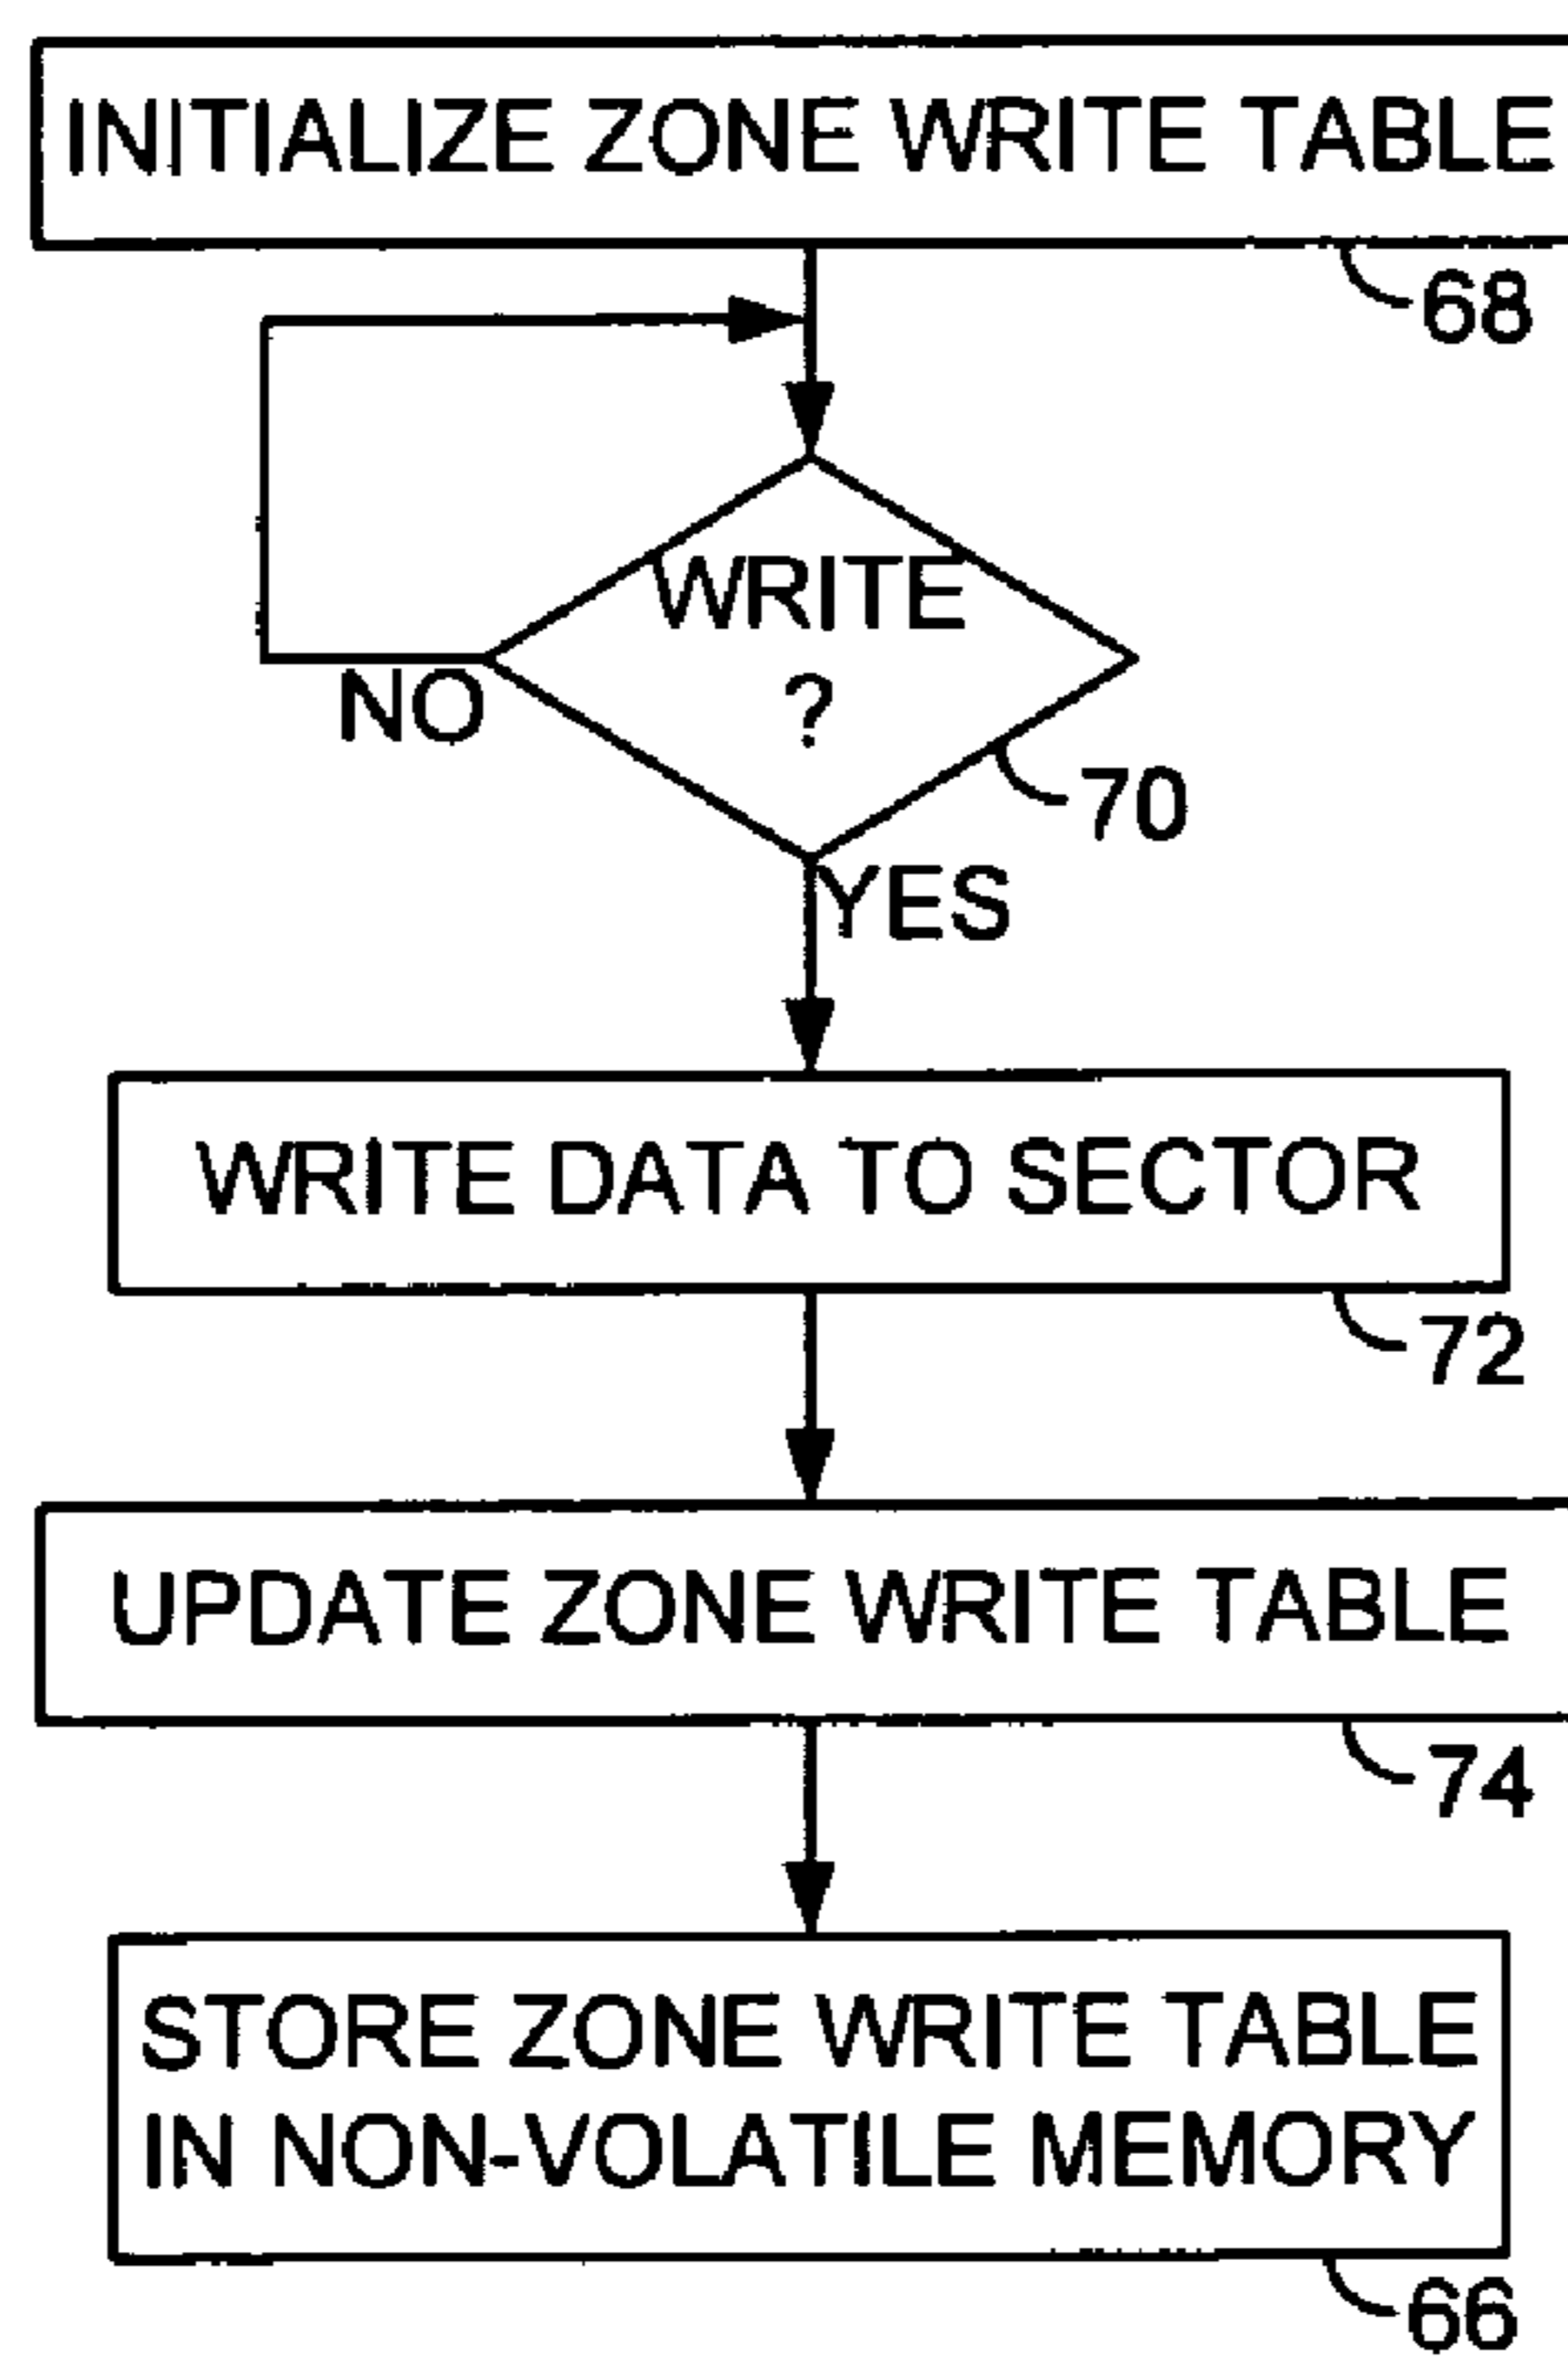 INITIALIZE ZONE WRITE TABLE
68
WRITE
?
NO
70
YES
WRITE DATA TO SECTOR
72
UPDATE ZONE WRITE TABLE
74
STORE ZONE WRITE TABLE
IN NON-VOLATILE MEMORY
66